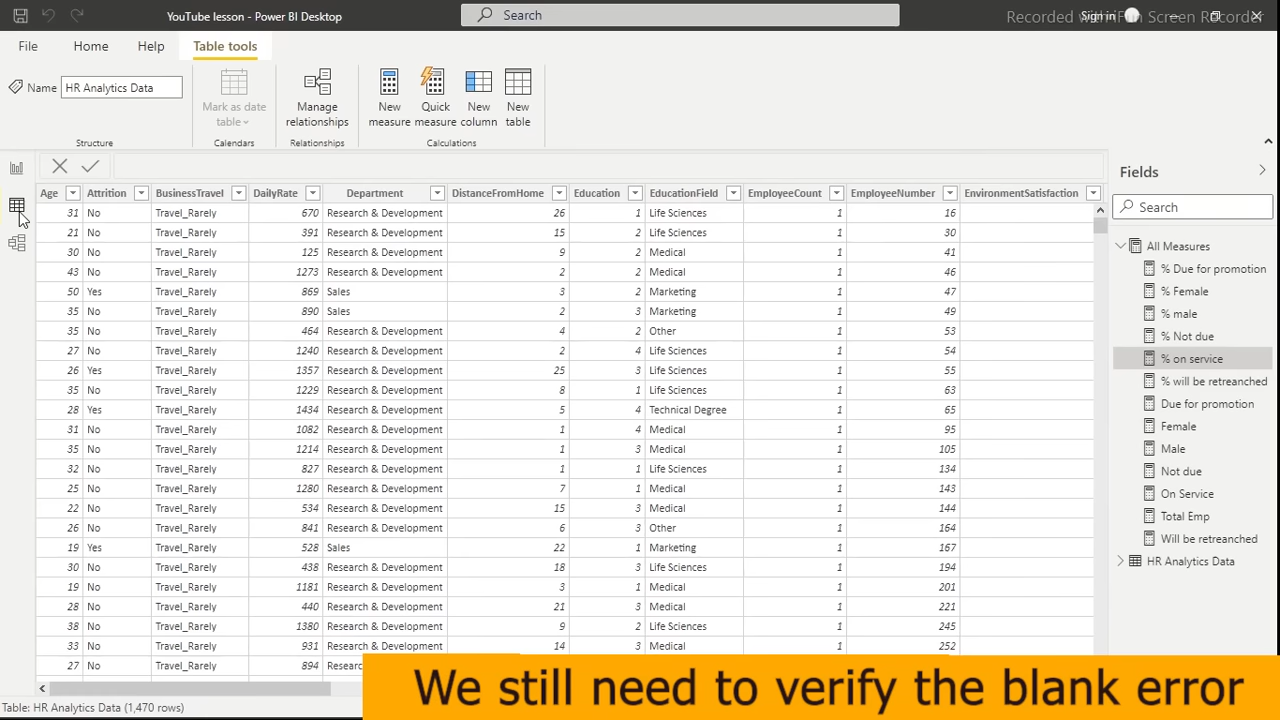 YouTube lesson - Power BI Desktop
Search
Sign in
Recorded with iFun Screen Recorder
File Home Help Table tools
Name HR Analytics Data
Mark as date table
Manage relationships
New measure
Quick measure
New column
New table
Structure Calendars Relationships Calculations
Age Attrition BusinessTravel DailyRate Department DistanceFromHome Education EducationField EmployeeCount EmployeeNumber EnvironmentSatisfaction
31 No Travel_Rarely 670 Research & Development 26 1 Life Sciences 1 16
21 No Travel_Rarely 391 Research & Development 15 2 Life Sciences 1 30
30 No Travel_Rarely 125 Research & Development 9 2 Medical 1 41
43 No Travel_Rarely 1273 Research & Development 2 2 Medical 1 46
50 Yes Travel_Rarely 869 Sales 3 2 Marketing 1 47
35 No Travel_Rarely 890 Sales 2 3 Marketing 1 49
35 No Travel_Rarely 464 Research & Development 4 2 Other 1 53
27 No Travel_Rarely 1240 Research & Development 2 4 Life Sciences 1 54
26 Yes Travel_Rarely 1357 Research & Development 25 3 Life Sciences 1 55
35 No Travel_Rarely 1229 Research & Development 8 1 Life Sciences 1 63
28 Yes Travel_Rarely 1434 Research & Development 5 4 Technical Degree 1 65
31 No Travel_Rarely 1082 Research & Development 1 4 Medical 1 95
35 No Travel_Rarely 1214 Research & Development 1 3 Medical 1 105
32 No Travel_Rarely 827 Research & Development 1 1 Life Sciences 1 134
25 No Travel_Rarely 1280 Research & Development 7 1 Medical 1 143
22 No Travel_Rarely 534 Research & Development 15 3 Medical 1 144
26 No Travel_Rarely 841 Research & Development 6 3 Other 1 164
19 Yes Travel_Rarely 528 Sales 22 1 Marketing 1 167
30 No Travel_Rarely 438 Research & Development 18 3 Life Sciences 1 194
19 No Travel_Rarely 1181 Research & Development 3 1 Medical 1 201
28 No Travel_Rarely 440 Research & Development 21 3 Medical 1 221
38 No Travel_Rarely 1380 Research & Development 9 2 Life Sciences 1 245
33 No Travel_Rarely 931 Research & Development 14 3 Medical 1 252
27 No Travel_Rarely 894
Fields
Search
All Measures
% Due for promotion
% Female
% male
% Not due
% on service
% will be retreanched
Due for promotion
Female
Male
Not due
On Service
Total Emp
Will be retreanched
HR Analytics Data
We still need to verify the blank error
Table: HR Analytics Data (1,470 rows)